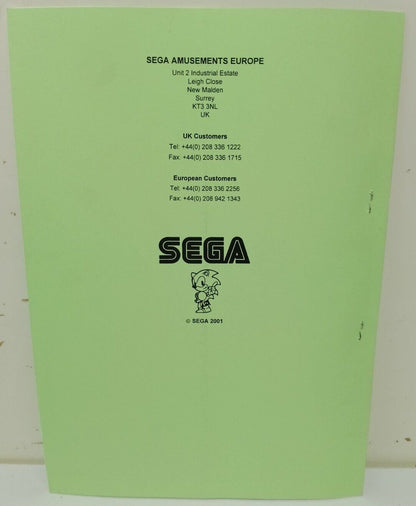 SEGA AMUSEMENTS EUROPE
Unit 2 Industrial Estate
Leigh Close
New Malden
Surrey
KT3 3NL
UK
UK Customers
Tel: +44(0) 208 336 1222
Fax: +44(0) 208 336 1715
European Customers
Tel: +44(0) 208 336 2256
Fax: +44(0) 208 942 1343
SEGA
© SEGA 2001